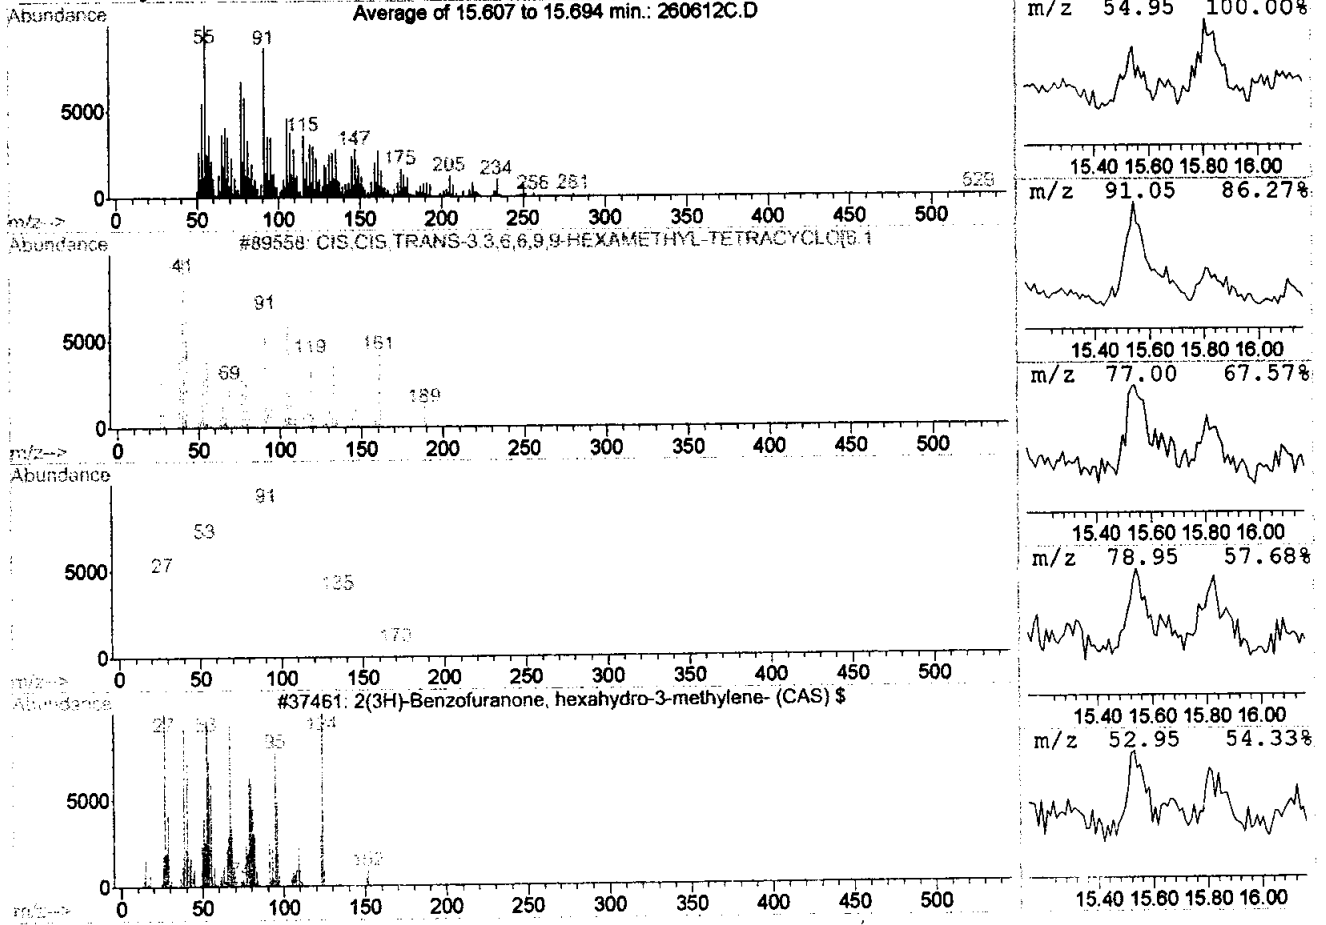 Abundance
Average of 15.607 to 15.694 min.: 260612C.D
55
91
5000
115
147
175
205
234
256 281
0
m/z-->
0 50 100 150 200 250 300 350 400 450 500
Abundance
#89558: CIS,CIS,TRANS-3,3,6,6,9,9-HEXAMETHYL-TETRACYCLO[6.1
41
91
5000
119
161
69
189
0
m/z-->
0 50 100 150 200 250 300 350 400 450 500
Abundance
91
53
27
5000
135
0
m/z-->
0 50 100 150 200 250 300 350 400 450 500
Abundance
#37461: 2(3H)-Benzofuranone, hexahydro-3-methylene- (CAS) $
27
53
95
5000
152
0
m/z-->
0 50 100 150 200 250 300 350 400 450 500
m/z 54.95 100.00%
15.40 15.60 15.80 16.00
m/z 91.05 86.27%
15.40 15.60 15.80 16.00
m/z 77.00 67.57%
15.40 15.60 15.80 16.00
m/z 78.95 57.68%
15.40 15.60 15.80 16.00
m/z 52.95 54.33%
15.40 15.60 15.80 16.00